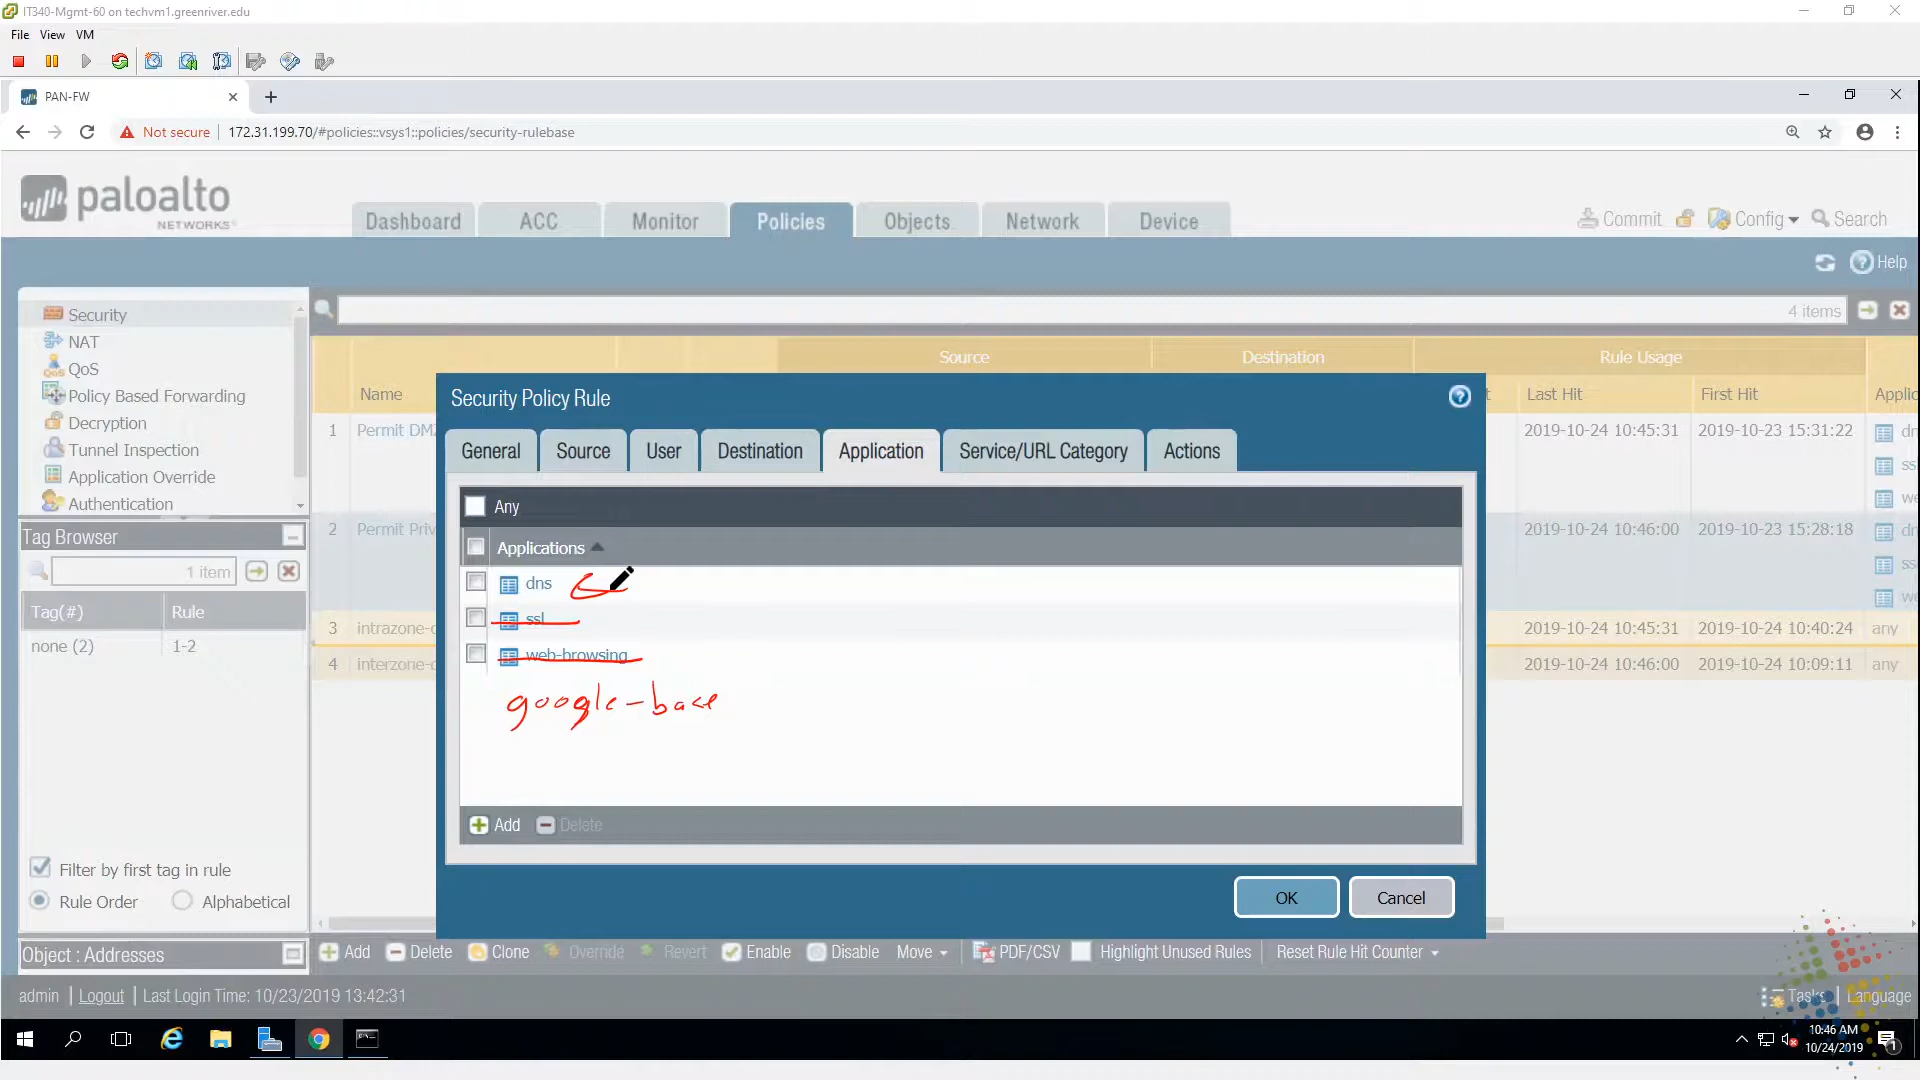 IT340-Mgmt-60 on techvm1.greenriver.edu
File View VM
PAN-FW
Not secure 172.31.199.70/#policies::vsys1::policies/security-rulebase
paloalto
NETWORKS
Dashboard ACC Monitor Policies Objects Network Device
Commit Config Search
Help
Security
NAT
QoS
Policy Based Forwarding
Decryption
Tunnel Inspection
Application Override
Authentication
4 items
Source Destination Rule Usage
Name Last Hit First Hit Applic
1 Permit DMZ 2019-10-24 10:45:31 2019-10-23 15:31:22 dn
ss
we
2 Permit Priv 2019-10-24 10:46:00 2019-10-23 15:28:18 dn
ss
we
3 intrazone-d 2019-10-24 10:45:31 2019-10-24 10:40:24 any
4 interzone-d 2019-10-24 10:46:00 2019-10-24 10:09:11 any
Tag Browser
1 item
Tag(#) Rule
none (2) 1-2
Filter by first tag in rule
Rule Order Alphabetical
Object : Addresses
Security Policy Rule
General Source User Destination Application Service/URL Category Actions
Any
Applications
dns
ssl
web-browsing
google-base
Add Delete
OK Cancel
Add Delete Clone Override Revert Enable Disable Move PDF/CSV Highlight Unused Rules Reset Rule Hit Counter
admin | Logout | Last Login Time: 10/23/2019 13:42:31
Tasks | Language
10:46 AM
10/24/2019
1